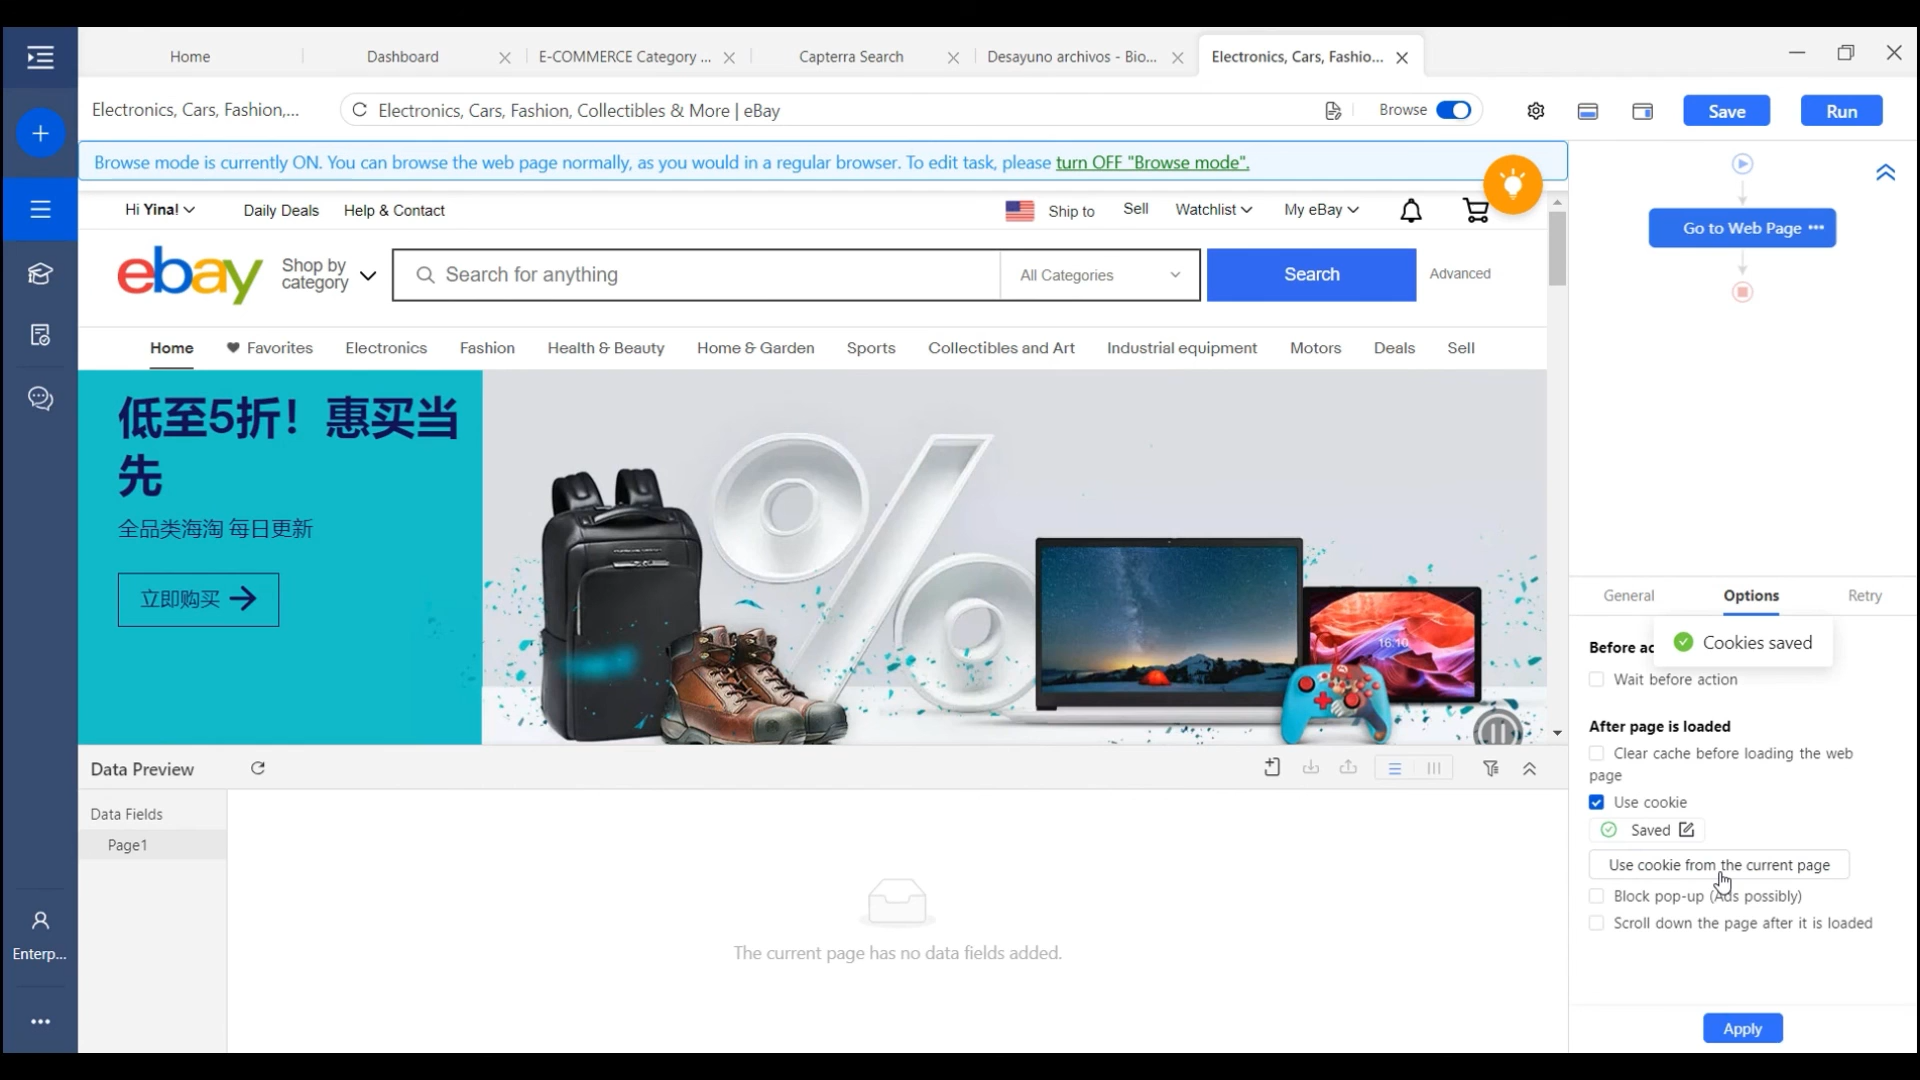 Home
Dashboard
E-COMMERCE Category ...
Capterra Search
Desayuno archivos - Bio...
Electronics, Cars, Fashio...
Electronics, Cars, Fashion,...
Electronics, Cars, Fashion, Collectibles & More | eBay
Browse
Save
Run
Browse mode is currently ON. You can browse the web page normally, as you would in a regular browser. To edit task, please turn OFF "Browse mode".
Hi Yina!
Daily Deals
Help & Contact
Ship to
Sell
Watchlist
My eBay
Go to Web Page
ebay
Shop by
category
Search for anything
All Categories
Search
Advanced
Home
Favorites
Electronics
Fashion
Health & Beauty
Home & Garden
Sports
Collectibles and Art
Industrial equipment
Motors
Deals
Sell
低至5折！惠买当
先
全品类海淘 每日更新
立即购买
16:10
General
Options
Retry
Before ac
Cookies saved
Wait before action
After page is loaded
Clear cache before loading the web
page
Use cookie
Saved
Use cookie from the current page
Block pop-up (Ads possibly)
Scroll down the page after it is loaded
Apply
Data Preview
Data Fields
Page1
The current page has no data fields added.
Enterp...